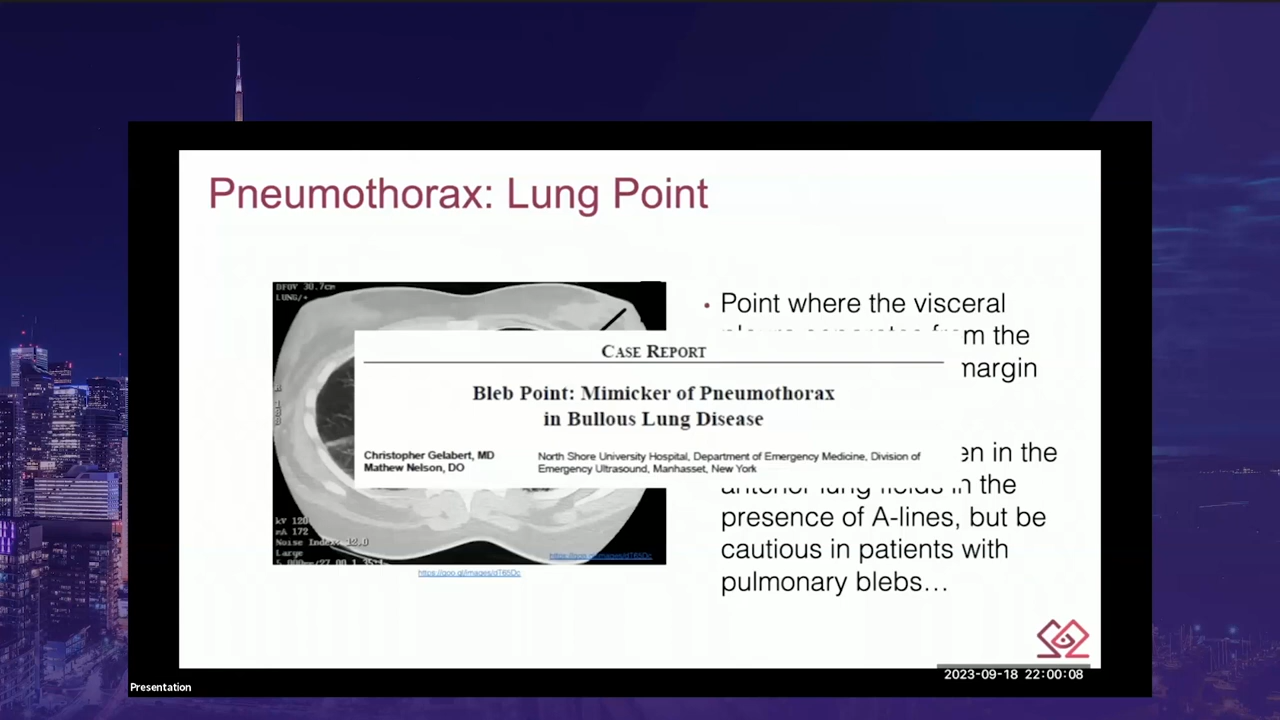 Pneumothorax: Lung Point
DFOV 30.7cm
LUNG/+
• Point where the visceral
from the
margin
CASE REPORT
Bleb Point: Mimicker of Pneumothorax
in Bullous Lung Disease
Christopher Gelabert, MD
Mathew Nelson, DO
North Shore University Hospital, Department of Emergency Medicine, Division of
Emergency Ultrasound, Manhasset, New York
in the
anterior lung fields in the
presence of A-lines, but be
cautious in patients with
pulmonary blebs…
kV 120
mA 172
Noise Index 12.0
Large
2023-09-18 22:00:08
Presentation